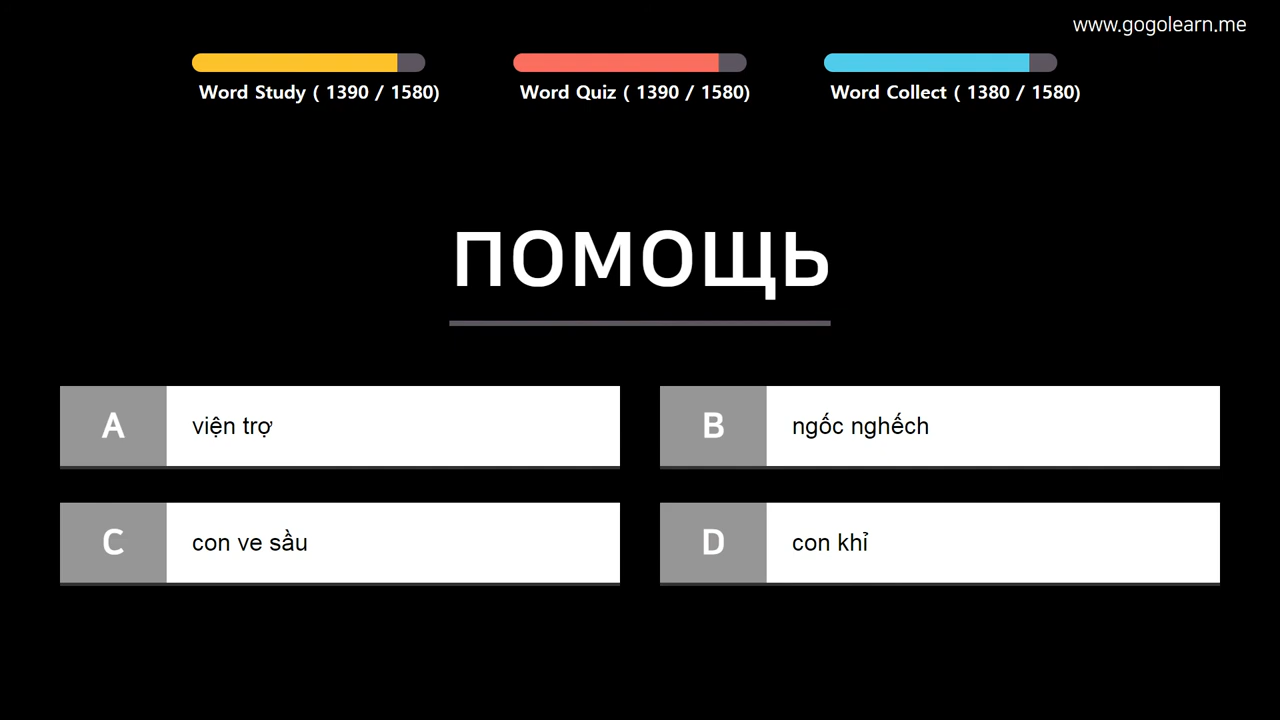 www.gogolearn.me
Word Study ( 1390 / 1580)
Word Quiz ( 1390 / 1580)
Word Collect ( 1380 / 1580)
ПОМОЩЬ
A viện trợ
B ngốc nghếch
C con ve sầu
D con khỉ